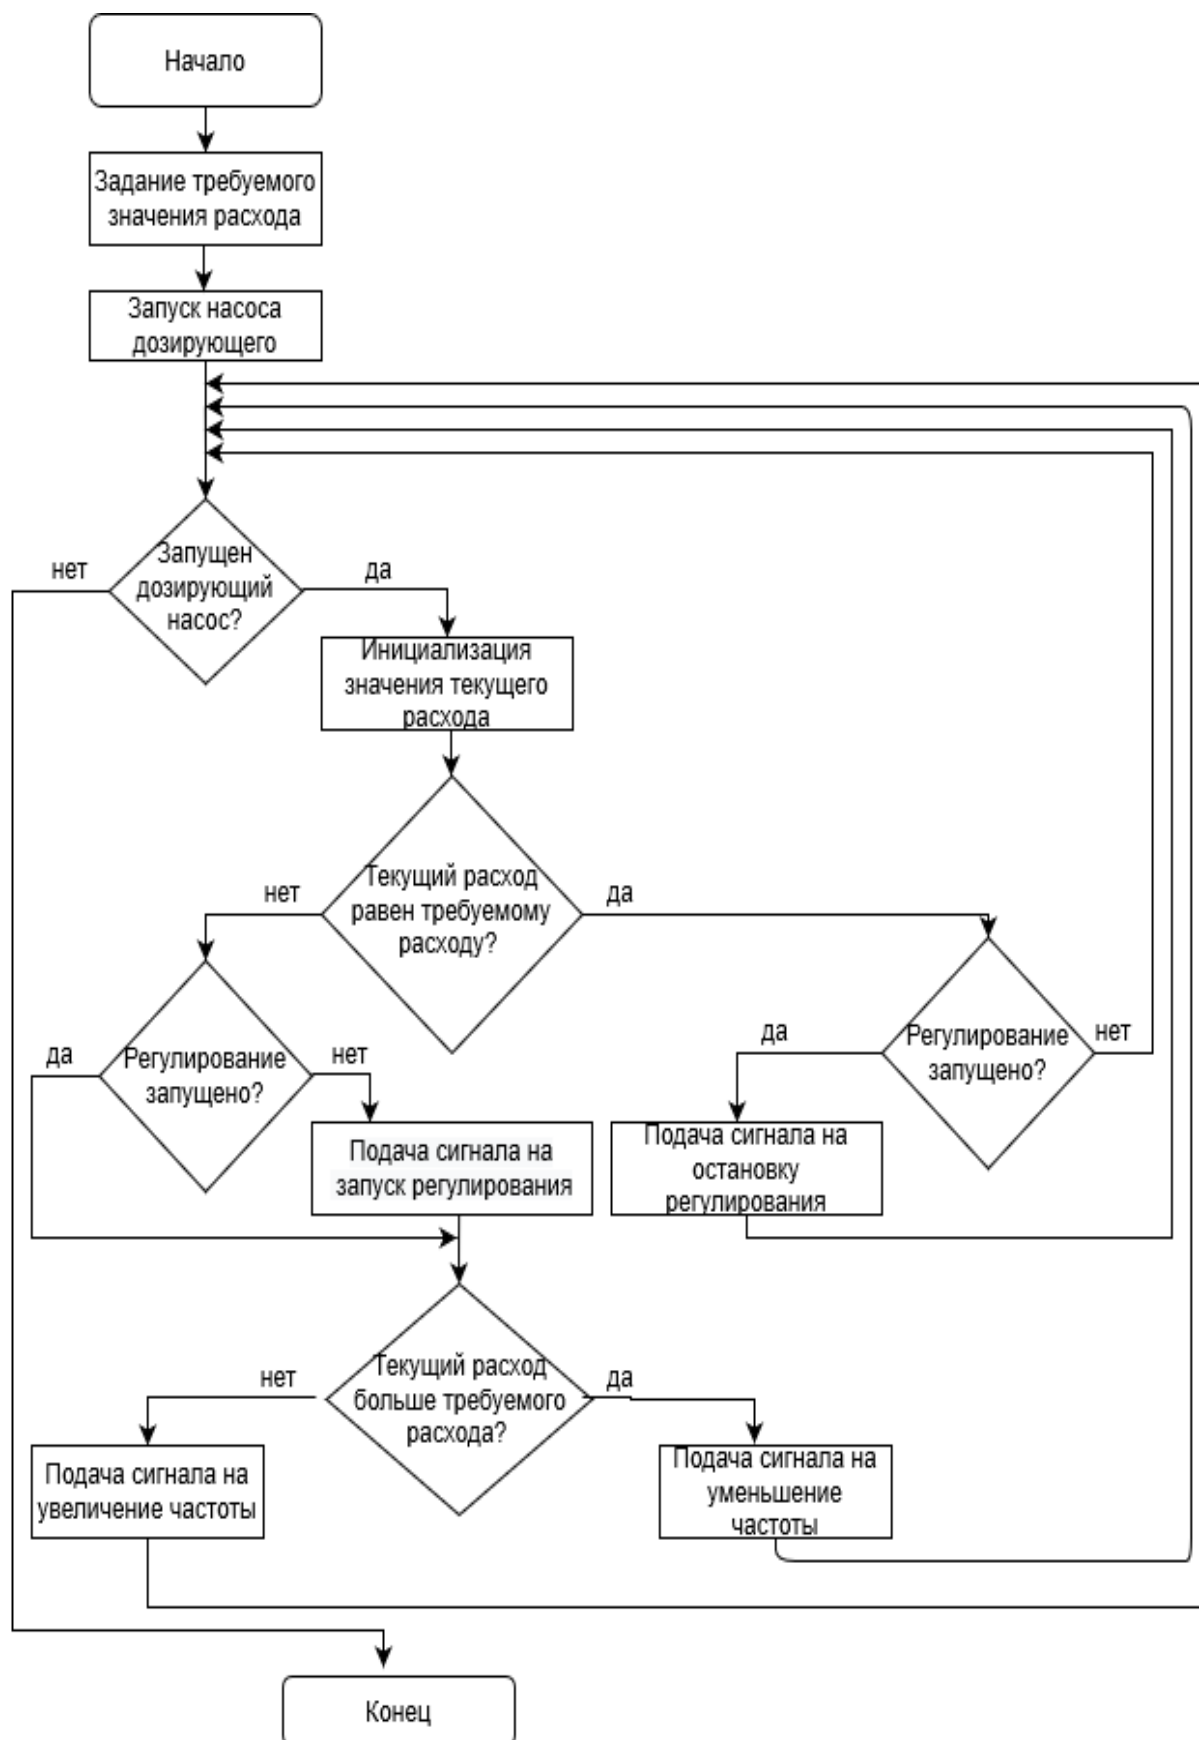 Начало
Задание требуемого
значения расхода
Запуск насоса
дозирующего
Запущен
дозирующий
насос?
нет
да
Инициализация
значения текущего
расхода
Текущий расход
равен требуемому
расходу?
нет
да
Регулирование
запущено?
да
нет
Регулирование
запущено?
да
нет
Подача сигнала на
запуск регулирования
Подача сигнала на
остановку
регулирования
Текущий расход
больше требуемого
расхода?
нет
да
Подача сигнала на
увеличение частоты
Подача сигнала на
уменьшение
частоты
Конец